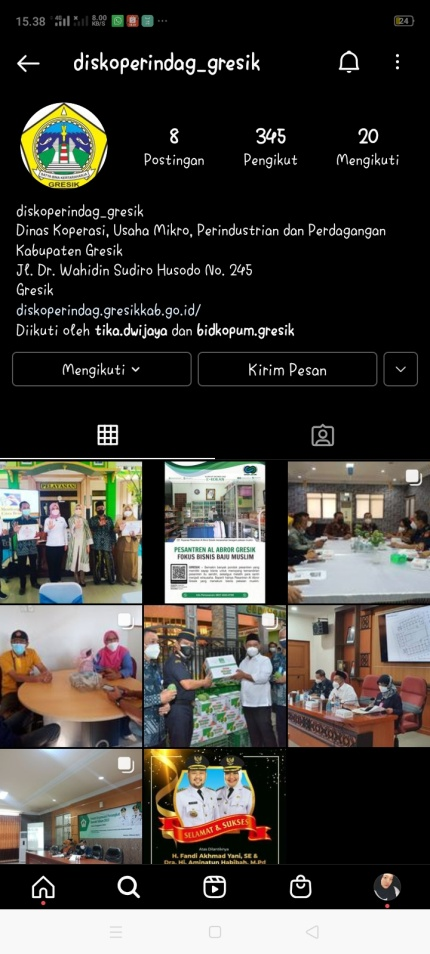 15.38
8.00
KB/S
24
diskoperindag_gresik
8
345
20
Postingan
Pengikut
Mengikuti
GRESIK
diskoperindag_gresik
Dinas Koperasi, Usaha Mikro, Perindustrian dan Perdagangan
Kabupaten Gresik
Jl. Dr. Wahidin Sudiro Husodo No. 245
Gresik
diskoperindag.gresikkab.go.id/
Diikuti oleh tika.dwijaya dan bidkopum.gresik
Mengikuti
Kirim Pesan
PELAYANAN
PESANTREN AL ABROR GRESIK
FOKUS BISNIS BAJU MUSLIM
SELAMAT & SUKSES
Atas Dilantiknya
H. Fandi Akhmad Yani, SE &
Dra. Hj. Aminatun Habibah, M.Pd